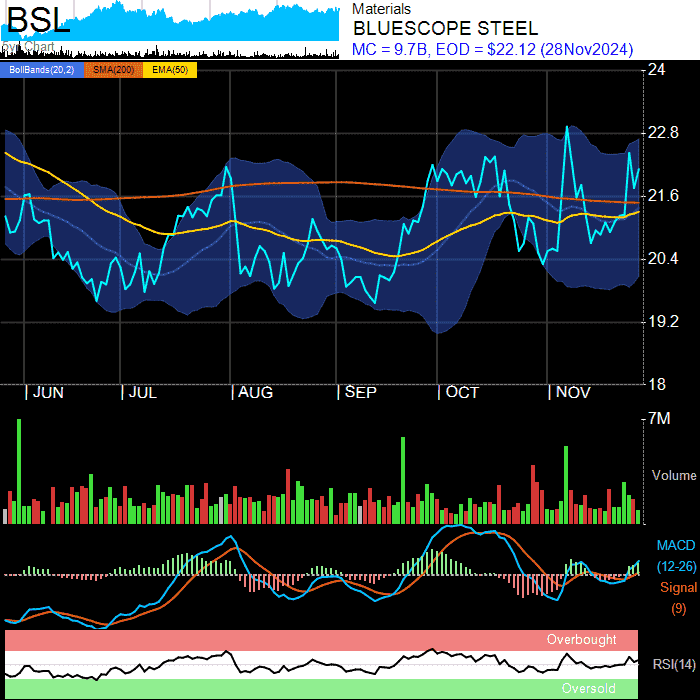 BSL
Materials
BLUESCOPE STEEL
Chart
MC = 9.7B, EOD = $22.12 (28Nov2024)
BollBands(20,2) SMA(200) EMA(50)
24
22.8
21.6
20.4
19.2
18
JUN JUL AUG SEP OCT NOV
7M
Volume
MACD
(12-26)
Signal
(9)
Overbought
RSI(14)
Oversold